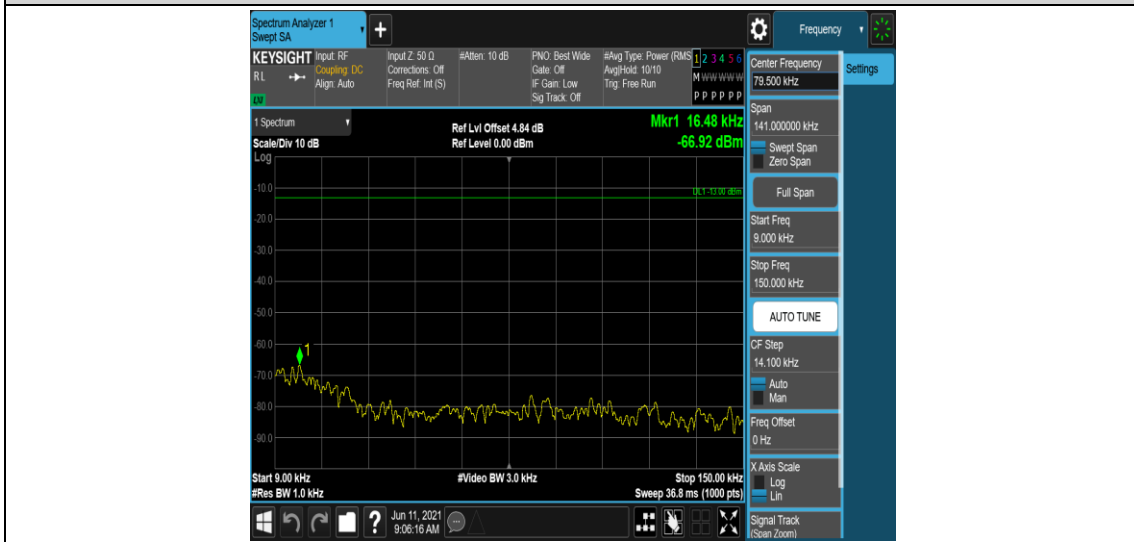 Spectrum Analyzer 1
Swept SA
+
Frequency
KEYSIGHT
RL
LXI
Input: RF
Coupling: DC
Align: Auto
Input Z: 50 Ω
Corrections: Off
Freq Ref: Int (S)
#Atten: 10 dB
PNO: Best Wide
Gate: Off
IF Gain: Low
Sig Track: Off
#Avg Type: Power (RMS
Avg|Hold: 10/10
Trig: Free Run
1 2 3 4 5 6
M W W W W W
P P P P P P
Center Frequency
79.500 kHz
Settings
Span
141.000000 kHz
Swept Span
Zero Span
Full Span
Start Freq
9.000 kHz
Stop Freq
150.000 kHz
AUTO TUNE
CF Step
14.100 kHz
Auto
Man
Freq Offset
0 Hz
X Axis Scale
Log
Lin
Signal Track
(Span Zoom)
1 Spectrum
Scale/Div 10 dB
Ref Lvl Offset 4.84 dB
Ref Level 0.00 dBm
Mkr1 16.48 kHz
-66.92 dBm
Log
-10.0
DL1 -13.00 dBm
-20.0
-30.0
-40.0
-50.0
-60.0
1
-70.0
-80.0
-90.0
Start 9.00 kHz
#Video BW 3.0 kHz
Stop 150.00 kHz
#Res BW 1.0 kHz
Sweep 36.8 ms (1000 pts)
?
Jun 11, 2021
9:06:16 AM